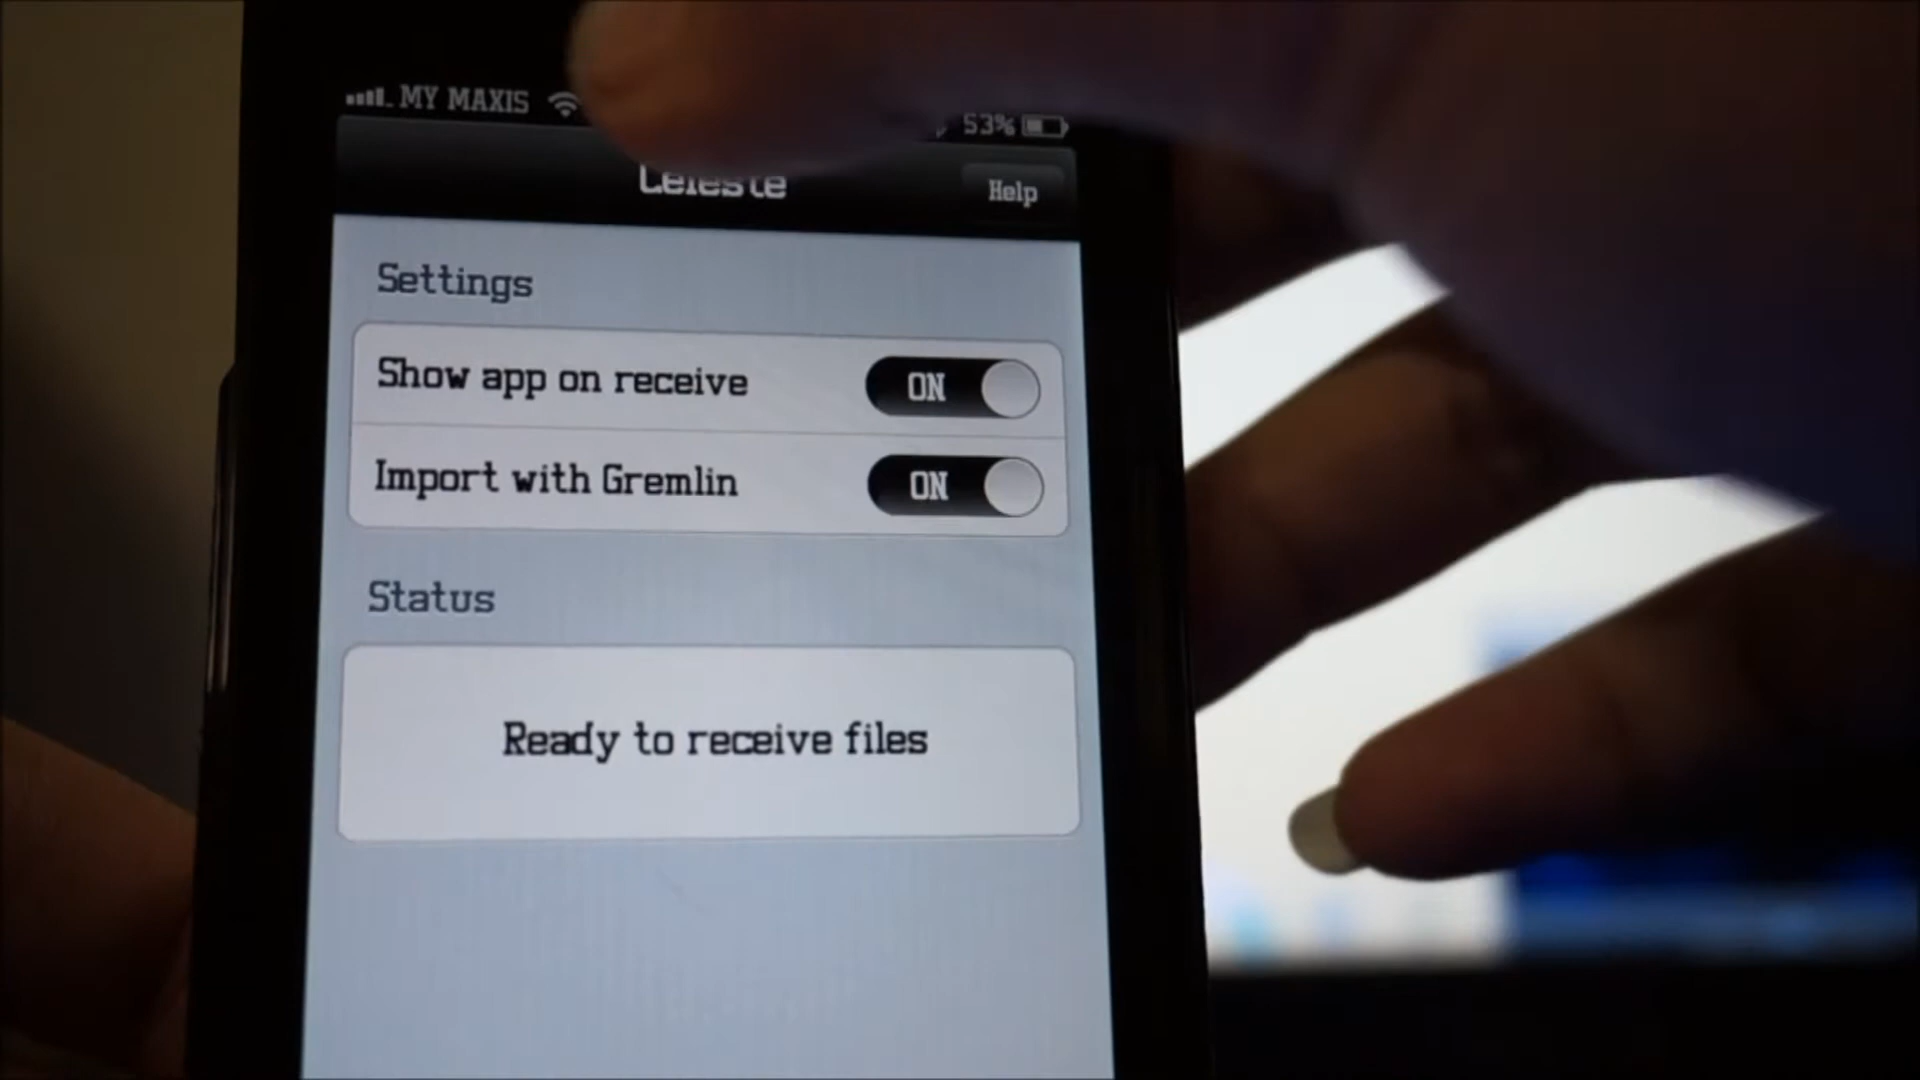 MY MAXIS
53%
Celeste
Help
Settings
Show app on receive ON
Import with Gremlin ON
Status
Ready to receive files